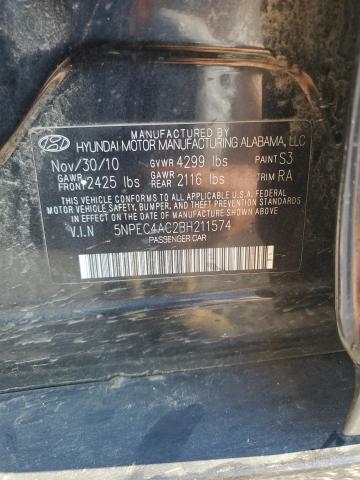 MANUFACTURED BY
HYUNDAI MOTOR MANUFACTURING ALABAMA, LLC
Nov/30/10 GVWR 4299 lbs PAINT S3
GAWR FRONT 2425 lbs GAWR REAR 2116 lbs TRIM RA
THIS VEHICLE CONFORMS TO ALL APPLICABLE U.S.A FEDERAL
MOTOR VEHICLE SAFETY, BUMPER, AND THEFT PREVENTION
STANDARDS IN EFFECT ON THE DATE OF MANUFACTURE SHOWN ABOVE.
V.I.N 5NPEC4AC2BH211574
PASSENGER CAR